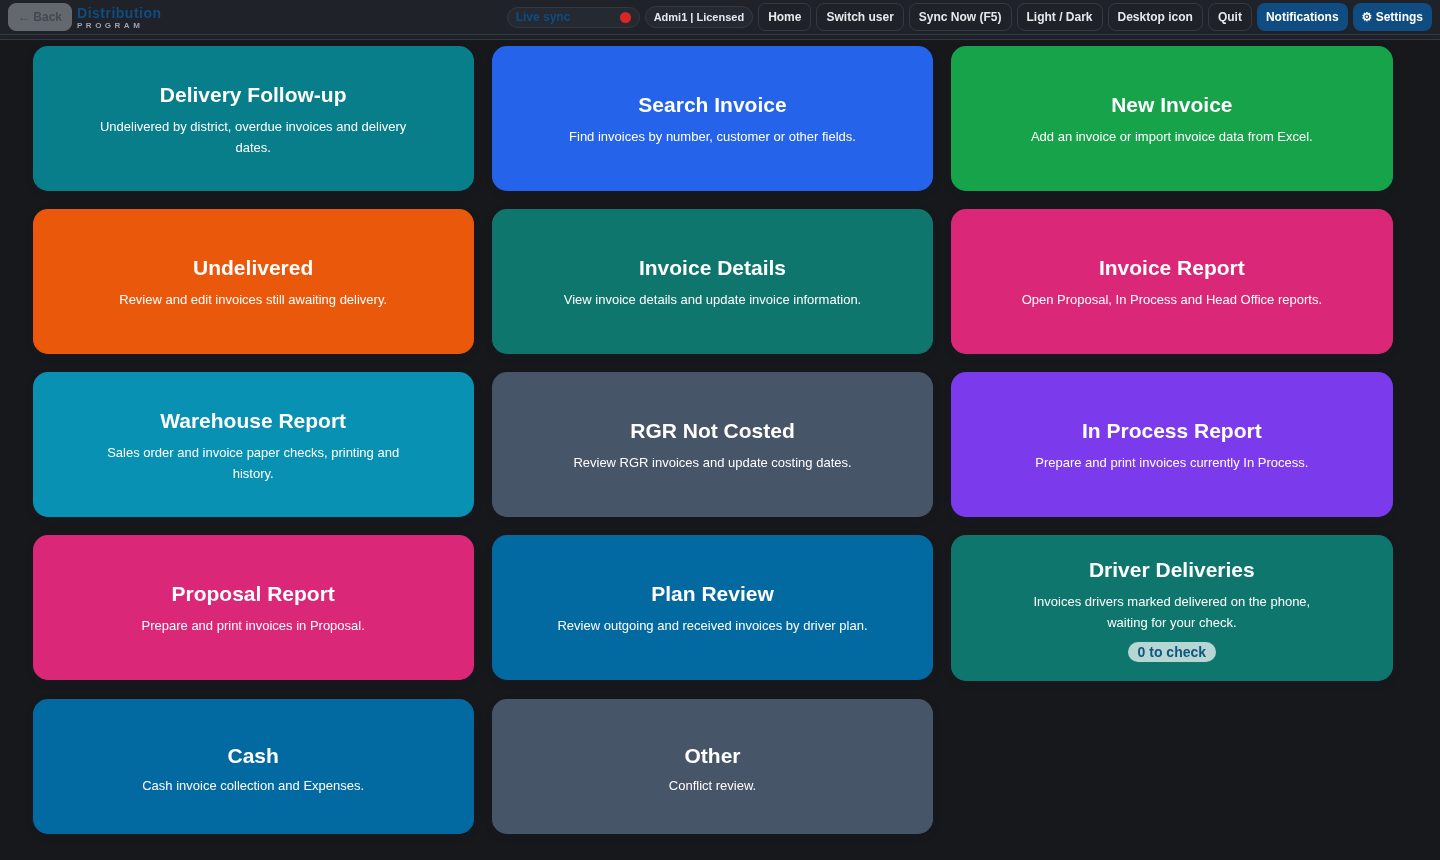 ← Back
Distribution
PROGRAM
Live sync
Admi1 | Licensed
Home
Switch user
Sync Now (F5)
Light / Dark
Desktop icon
Quit
Notifications
⚙ Settings
Delivery Follow-up
Undelivered by district, overdue invoices and delivery
dates.
Search Invoice
Find invoices by number, customer or other fields.
New Invoice
Add an invoice or import invoice data from Excel.
Undelivered
Review and edit invoices still awaiting delivery.
Invoice Details
View invoice details and update invoice information.
Invoice Report
Open Proposal, In Process and Head Office reports.
Warehouse Report
Sales order and invoice paper checks, printing and
history.
RGR Not Costed
Review RGR invoices and update costing dates.
In Process Report
Prepare and print invoices currently In Process.
Proposal Report
Prepare and print invoices in Proposal.
Plan Review
Review outgoing and received invoices by driver plan.
Driver Deliveries
Invoices drivers marked delivered on the phone,
waiting for your check.
0 to check
Cash
Cash invoice collection and Expenses.
Other
Conflict review.